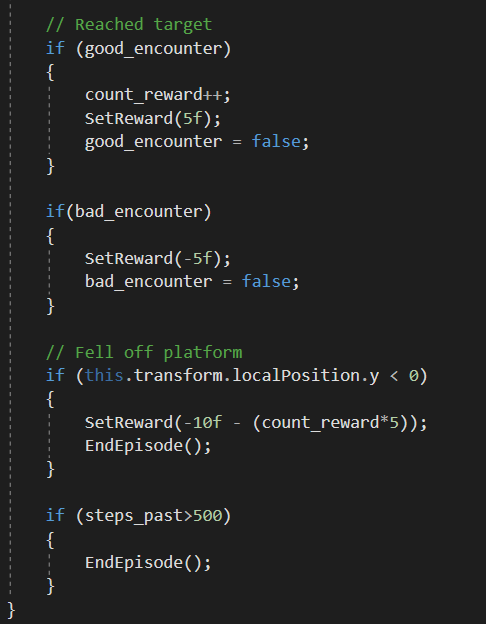 // Reached target
if (good_encounter)
{
count_reward++;
SetReward(5f);
good_encounter = false;
}
if(bad_encounter)
{
SetReward(-5f);
bad_encounter = false;
}
// Fell off platform
if (this.transform.localPosition.y < 0)
{
SetReward(-10f - (count_reward*5));
EndEpisode();
}
if (steps_past>500)
{
EndEpisode();
}
}